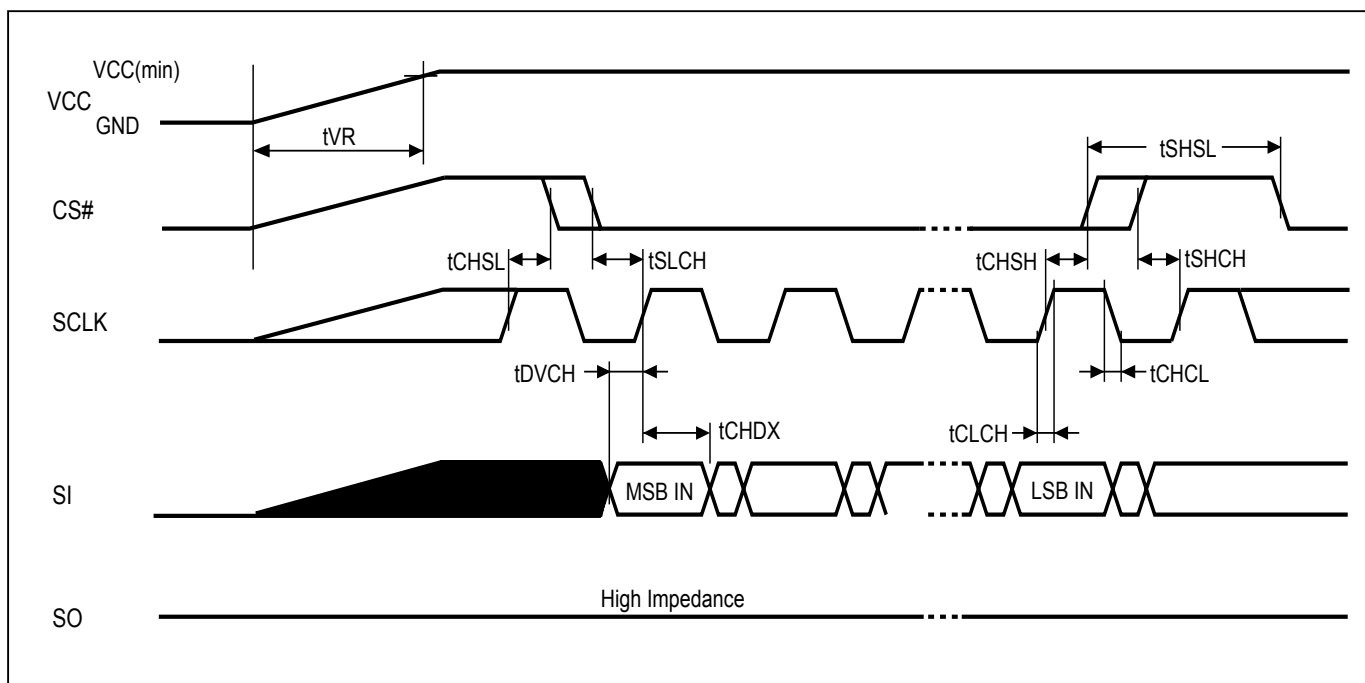 VCC(min)
VCC
GND
tVR
tSHSL
CS#
tCHSL
tSLCH
tCHSH
tSHCH
SCLK
tDVCH
tCHCL
tCHDX
tCLCH
SI
MSB IN
LSB IN
High Impedance
SO